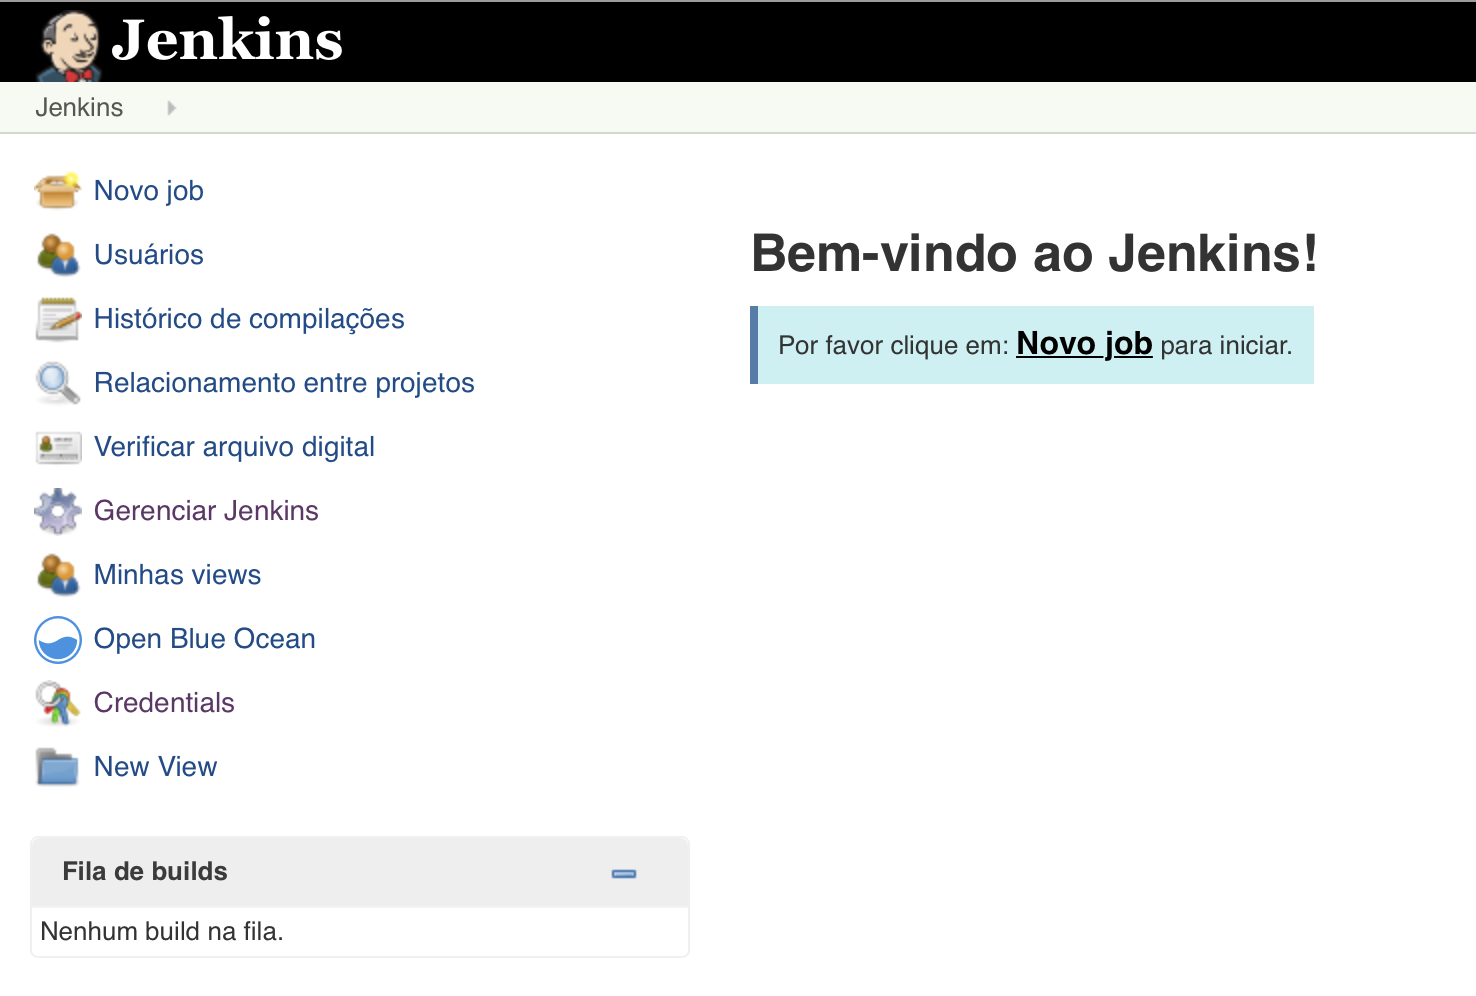 Jenkins
Jenkins
Novo job
Usuários
Histórico de compilações
Relacionamento entre projetos
Verificar arquivo digital
Gerenciar Jenkins
Minhas views
Open Blue Ocean
Credentials
New View
Fila de builds
Nenhum build na fila.
Bem-vindo ao Jenkins!
Por favor clique em: Novo job para iniciar.